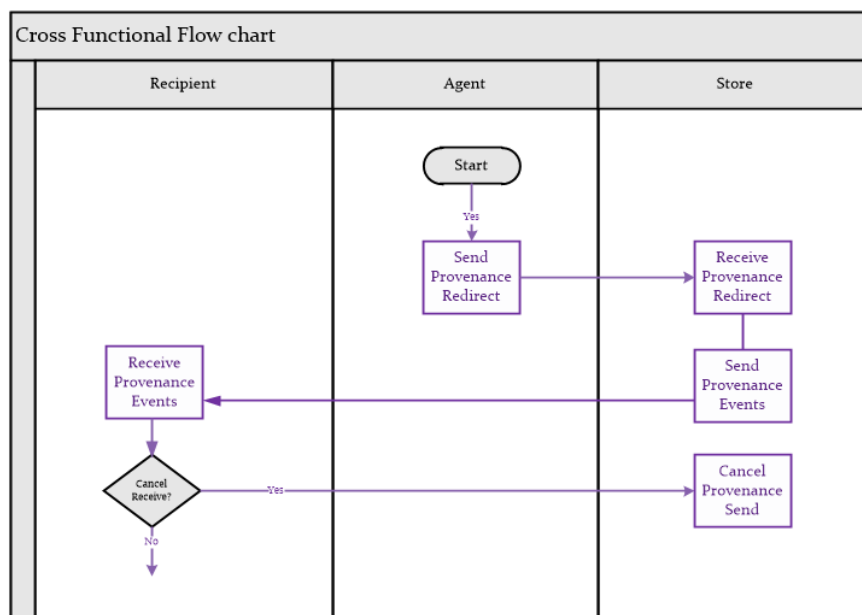 Cross Functional Flow chart
Recipient
Agent
Store
Start
Yes
Send
Provenance
Redirect
Receive
Provenance
Redirect
Receive
Provenance
Events
Send
Provenance
Events
Cancel
Receive?
Yes
Cancel
Provenance
Send
No